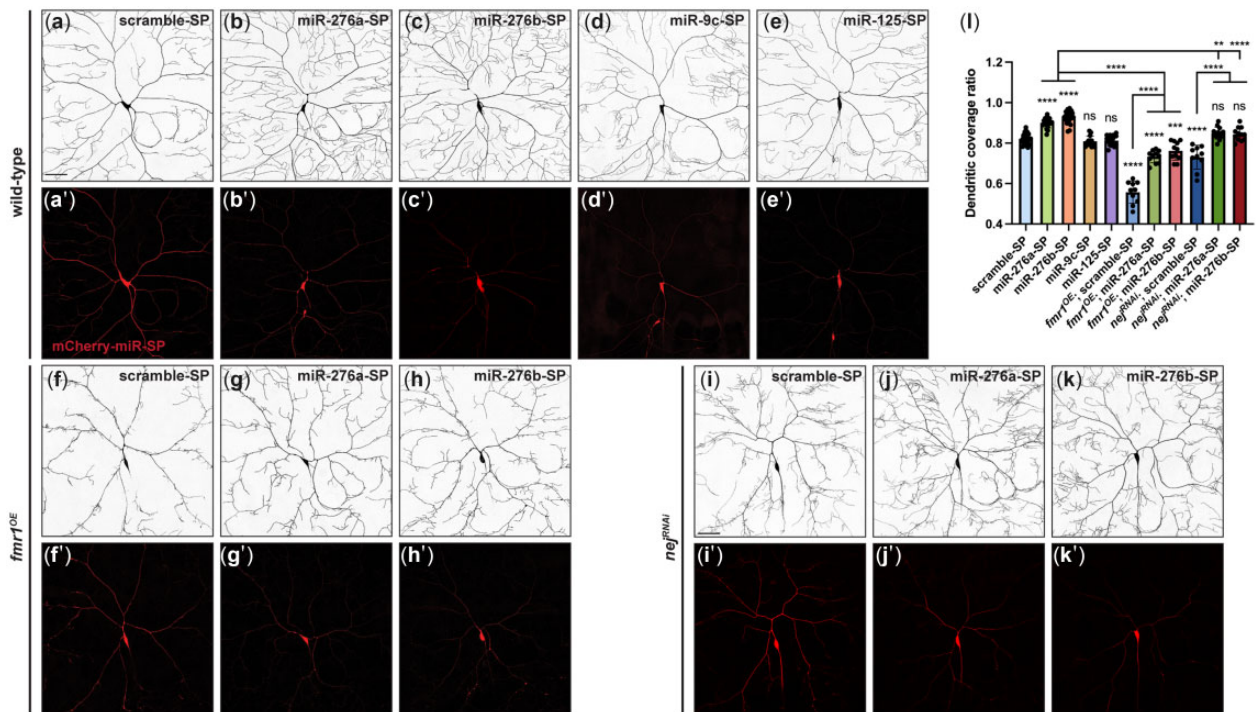 (a) scramble-SP (b) miR-276a-SP (c) miR-276b-SP (d) miR-9c-SP (e) miR-125-SP
wild-type
(a') (b') (c') (d') (e')
mCherry-miR-SP
(f) scramble-SP (g) miR-276a-SP (h) miR-276b-SP
fmr1OE
(f') (g') (h')
(i) scramble-SP (j) miR-276a-SP (k) miR-276b-SP
nejRNAi
(i') (j') (k')
(l)
** ****
**** ****
****
**** **** ns ns **** **** *** **** ns ns
Dendritic coverage ratio
1.2
1.0
0.8
0.6
0.4
scramble-SP
miR-276a-SP
miR-276b-SP
miR-9c-SP
miR-125-SP
fmr1OE; scramble-SP
fmr1OE; miR-276a-SP
fmr1OE; miR-276b-SP
nejRNAi; scramble-SP
nejRNAi; miR-276a-SP
nejRNAi; miR-276b-SP